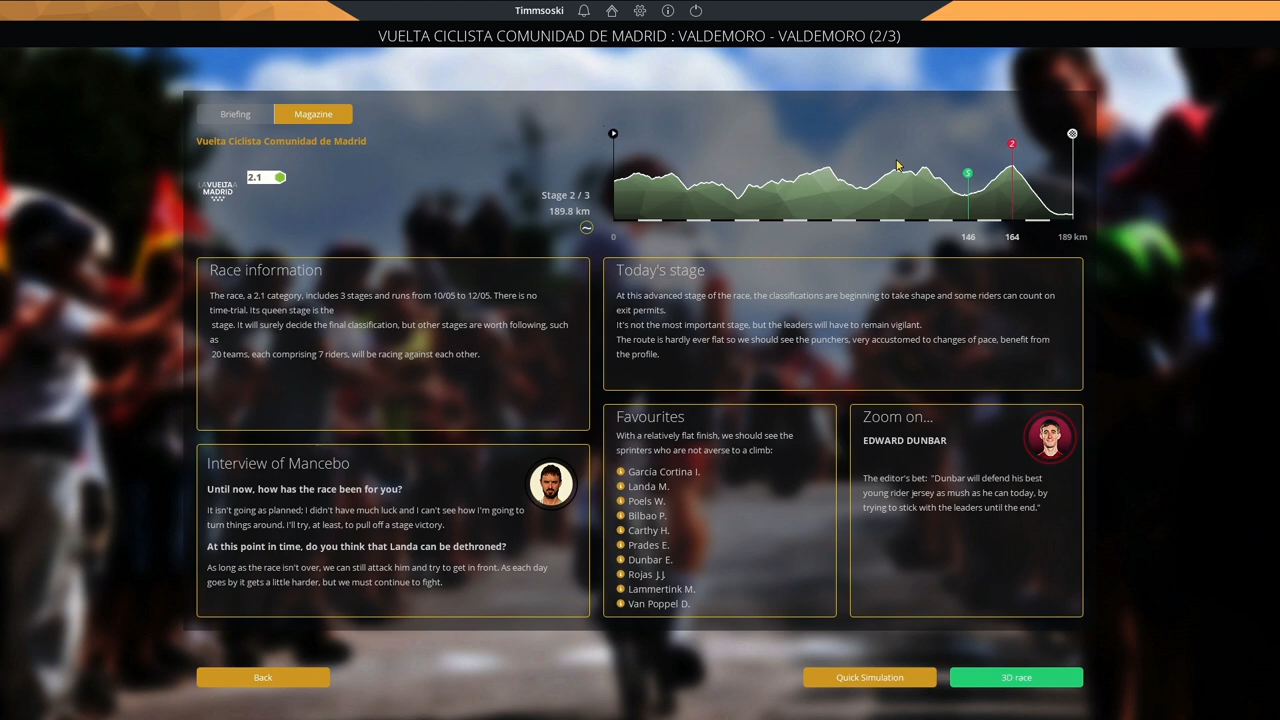 Timmsoski
VUELTA CICLISTA COMUNIDAD DE MADRID : VALDEMORO - VALDEMORO (2/3)
Briefing
Magazine
Vuelta Ciclista Comunidad de Madrid
LAVUELTAA
MADRID
2.1
Stage 2 / 3
189.8 km
S
2
0
146
164
189 km
Race information
The race, a 2.1 category, includes 3 stages and runs from 10/05 to 12/05. There is no
time-trial. Its queen stage is the
stage. It will surely decide the final classification, but other stages are worth following, such
as
20 teams, each comprising 7 riders, will be racing against each other.
Today's stage
At this advanced stage of the race, the classifications are beginning to take shape and some riders can count on
exit permits.
It's not the most important stage, but the leaders will have to remain vigilant.
The route is hardly ever flat so we should see the punchers, very accustomed to changes of pace, benefit from
the profile.
Interview of Mancebo
Until now, how has the race been for you?
It isn't going as planned; I didn't have much luck and I can't see how I'm going to
turn things around. I'll try, at least, to pull off a stage victory.
At this point in time, do you think that Landa can be dethroned?
As long as the race isn't over, we can still attack him and try to get in front. As each day
goes by it gets a little harder, but we must continue to fight.
Favourites
With a relatively flat finish, we should see the
sprinters who are not averse to a climb:
García Cortina I.
Landa M.
Poels W.
Bilbao P.
Carthy H.
Prades E.
Dunbar E.
Rojas J.J.
Lammertink M.
Van Poppel D.
Zoom on...
EDWARD DUNBAR
The editor's bet: "Dunbar will defend his best
young rider jersey as mush as he can today, by
trying to stick with the leaders until the end."
Back
Quick Simulation
3D race